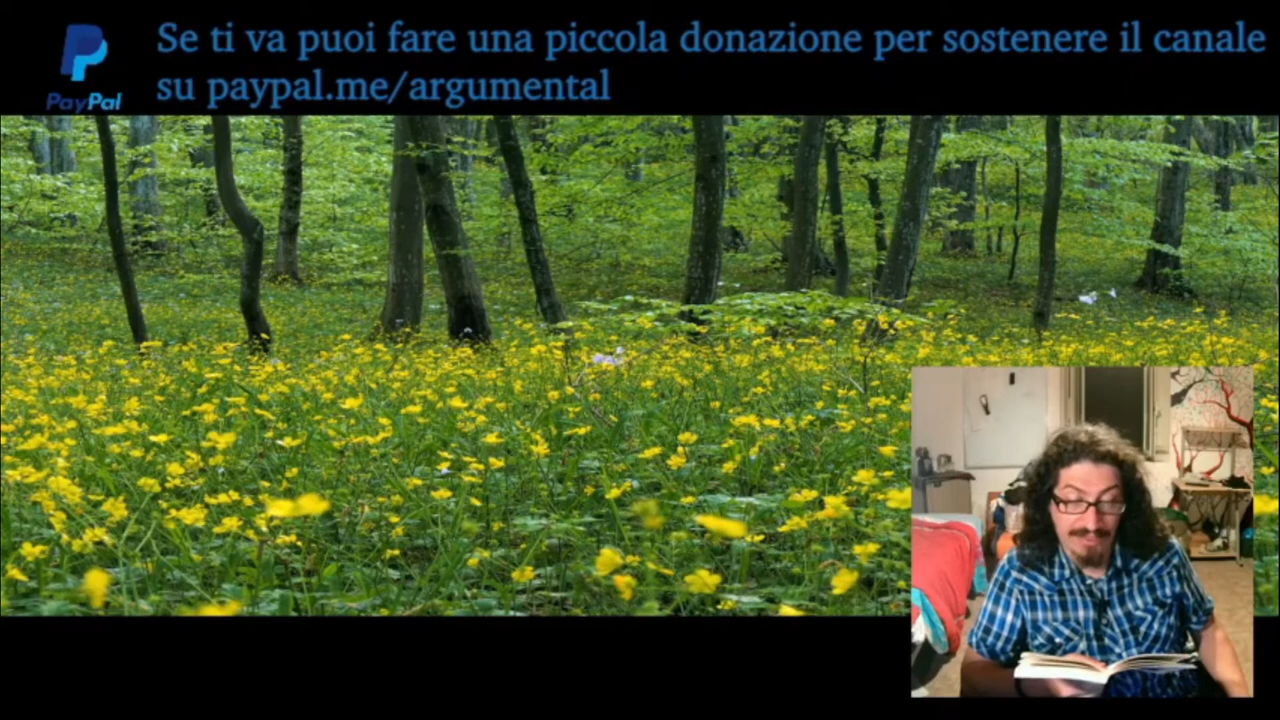 Se ti va puoi fare una piccola donazione per sostenere il canale
su paypal.me/argumental
PayPal